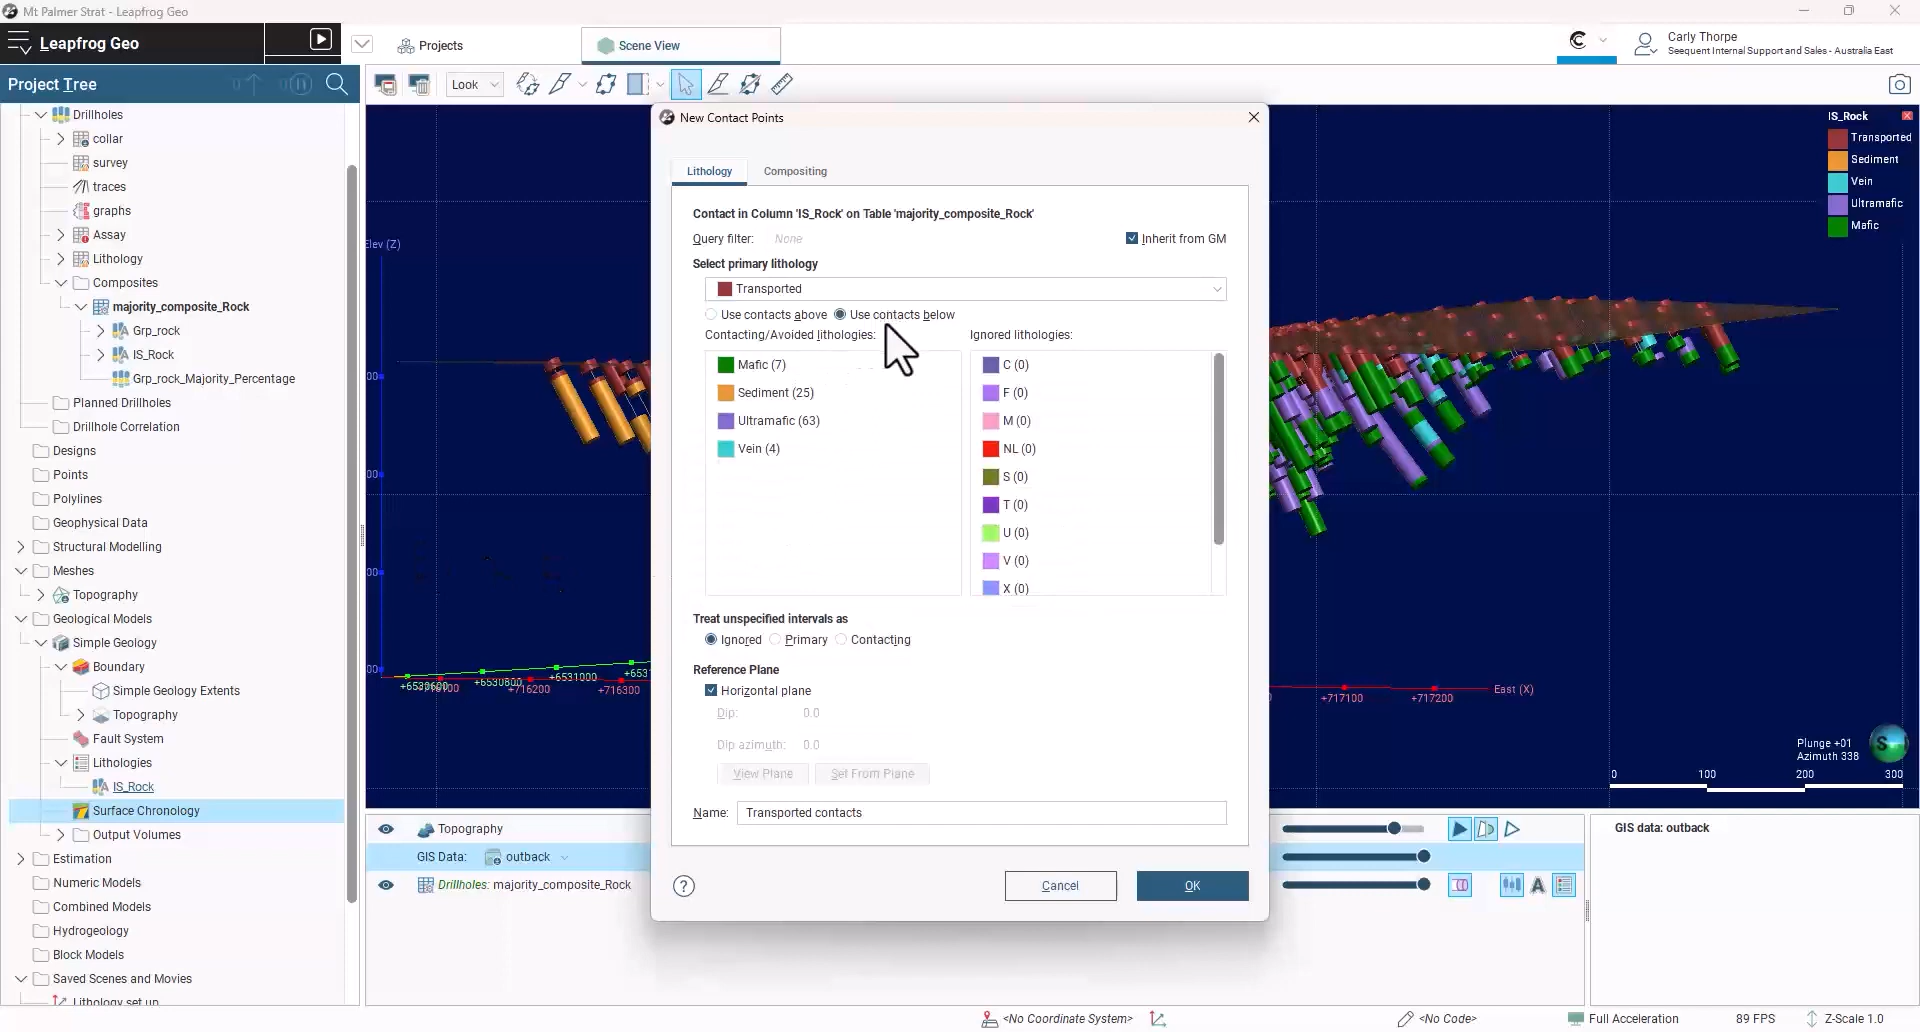 Mt Palmer Strat - Leapfrog Geo
Leapfrog Geo
Projects
Scene View
Carly Thorpe
Seequent Internal Support and Sales - Australia East
Project Tree
Look
Drillholes
collar
survey
traces
graphs
Assay
Lithology
Composites
majority_composite_Rock
Grp_rock
IS_Rock
Grp_rock_Majority_Percentage
Planned Drillholes
Drillhole Correlation
Designs
Points
Polylines
Geophysical Data
Structural Modelling
Meshes
Topography
Geological Models
Simple Geology
Boundary
Simple Geology Extents
Topography
Fault System
Lithologies
IS_Rock
Surface Chronology
Output Volumes
Estimation
Numeric Models
Combined Models
Hydrogeology
Block Models
Saved Scenes and Movies
Lithology set up
Elev (Z)
+6530800
+6531000
+716200
+716300
New Contact Points
Lithology
Compositing
Contact in Column 'IS_Rock' on Table 'majority_composite_Rock'
Query filter: None
Inherit from GM
Select primary lithology
Transported
Use contacts above
Use contacts below
Contacting/Avoided lithologies:
Ignored lithologies:
Mafic (7)
Sediment (25)
Ultramafic (63)
Vein (4)
C (0)
F (0)
M (0)
NL (0)
S (0)
T (0)
U (0)
V (0)
X (0)
Treat unspecified intervals as
Ignored
Primary
Contacting
Reference Plane
Horizontal plane
Dip: 0.0
Dip azimuth: 0.0
View Plane
Set From Plane
Name: Transported contacts
Cancel
OK
IS_Rock
Transported
Sediment
Vein
Ultramafic
Mafic
+717100
+717200
East (X)
Plunge +01
Azimuth 338
S
0 100 200 300
Topography
GIS Data: outback
Drillholes: majority_composite_Rock
A
GIS data: outback
<No Coordinate System>
<No Code>
Full Acceleration
89 FPS
Z-Scale 1.0